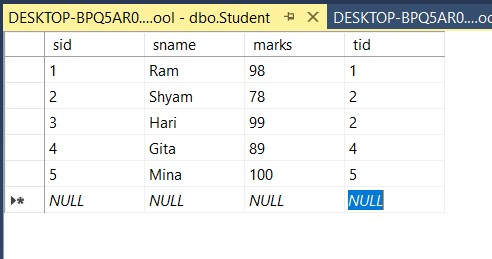 DESKTOP-BPQ5AR0....ool - dbo.Student
DESKTOP-BPQ5AR0....oo
sid sname marks tid
1 Ram 98 1
2 Shyam 78 2
3 Hari 99 2
4 Gita 89 4
5 Mina 100 5
NULL NULL NULL NULL